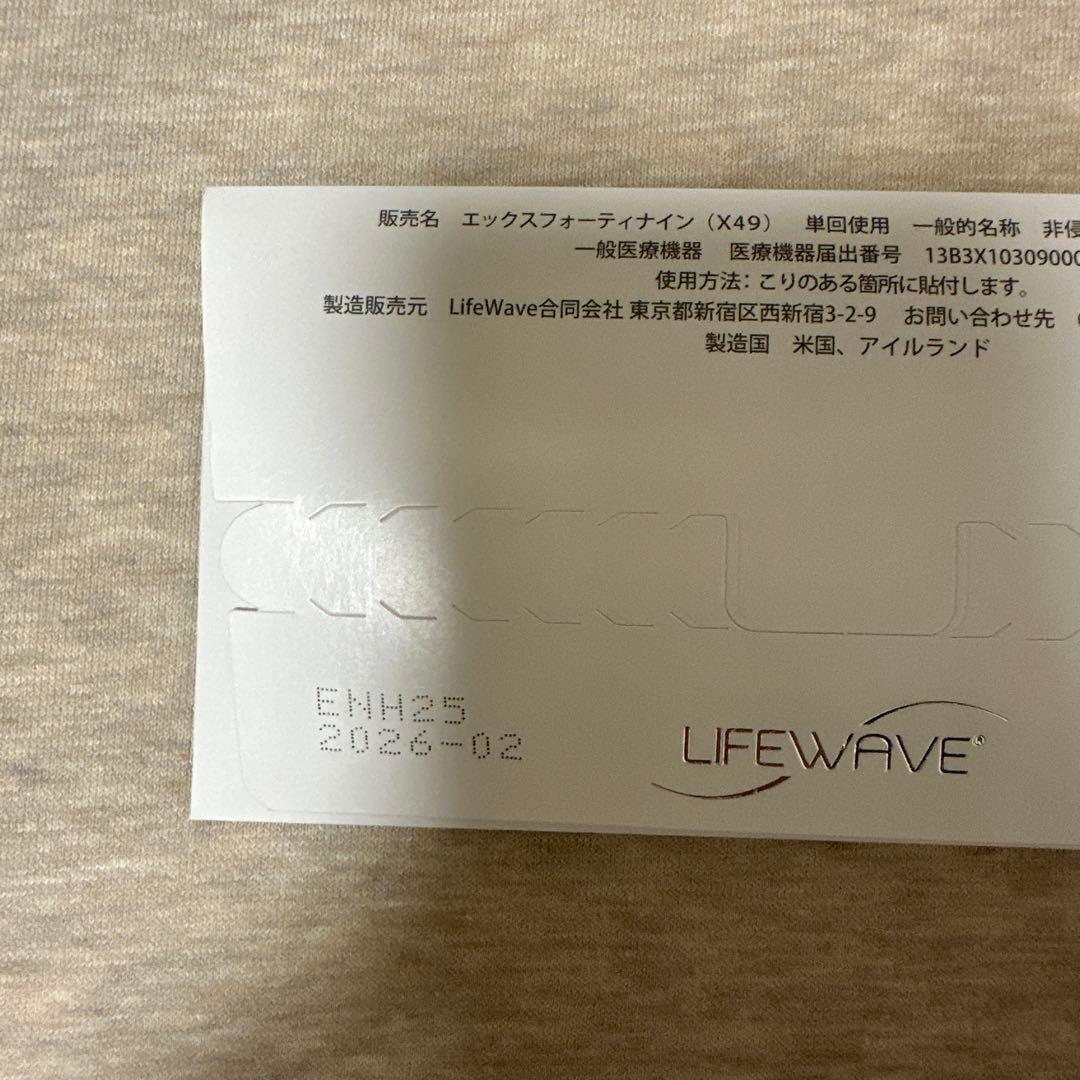 販売名 エックスフォーティナイン（X49） 単回使用 一般的名称 非侵
一般医療機器 医療機器届出番号 13B3X10309000
使用方法：こりのある箇所に貼付します。
製造販売元 LifeWave合同会社 東京都新宿区西新宿3-2-9 お問い合わせ先
製造国 米国、アイルランド
ENH25
2026-02
LIFEWAVE®